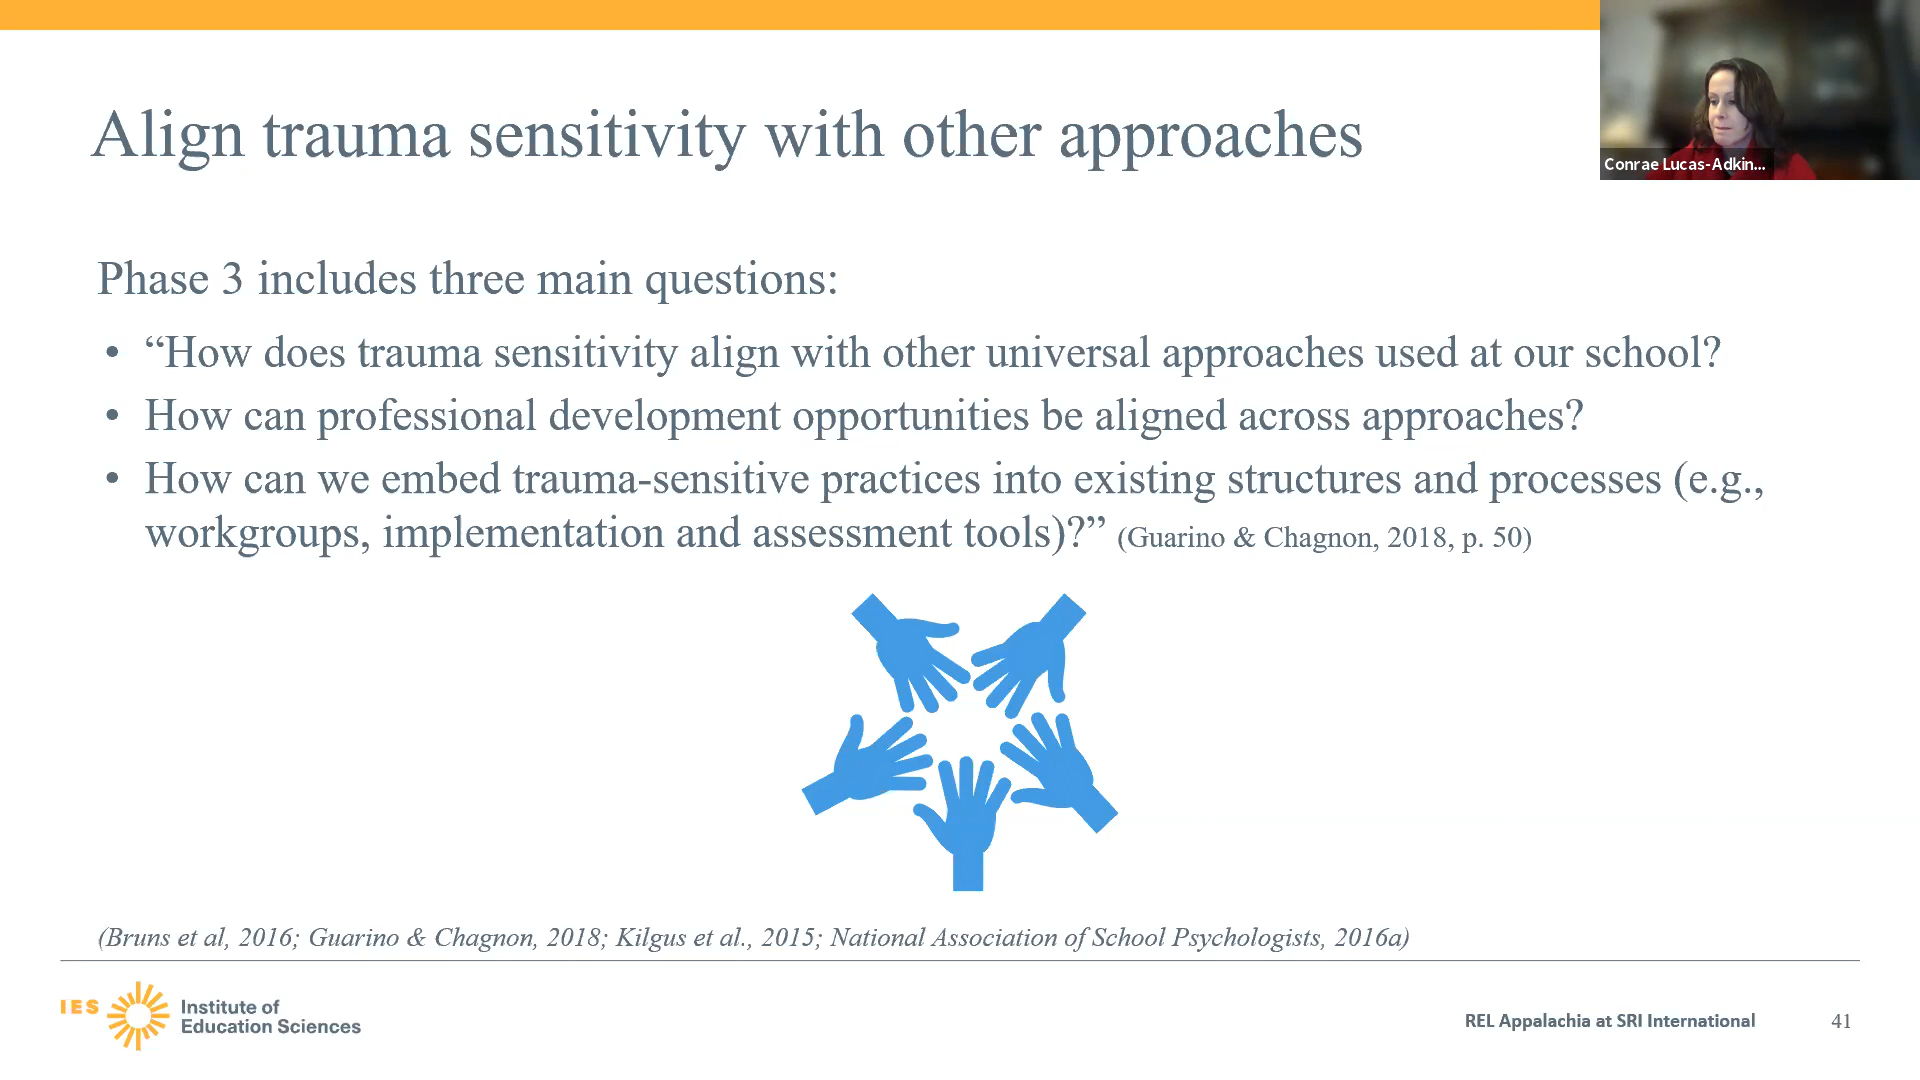 Align trauma sensitivity with other approaches
Conrae Lucas-Adkin...
Phase 3 includes three main questions:
• “How does trauma sensitivity align with other universal approaches used at our school?
• How can professional development opportunities be aligned across approaches?
• How can we embed trauma-sensitive practices into existing structures and processes (e.g.,
workgroups, implementation and assessment tools)?” (Guarino & Chagnon, 2018, p. 50)
(Bruns et al, 2016; Guarino & Chagnon, 2018; Kilgus et al., 2015; National Association of School Psychologists, 2016a)
IES
Institute of
Education Sciences
REL Appalachia at SRI International
41